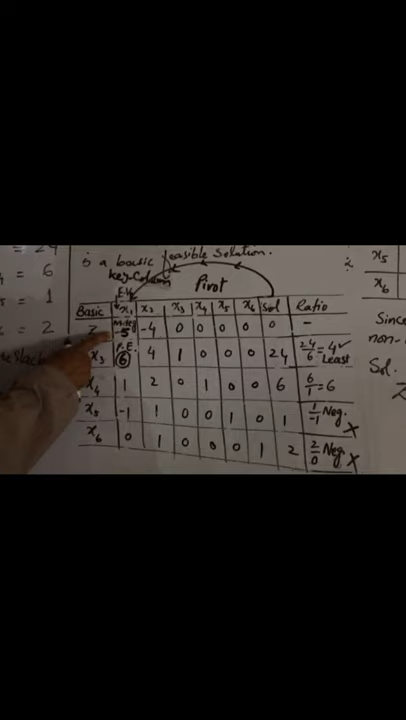 = 24
= 6
= 1
= 2
is a basic feasible solution.
key-Column
Pivot
E.V
Basic x₁ x₂ x₃ x₄ x₅ x₆ Sol Ratio
Z -5 -4 0 0 0 0 0 -
x₃ 6 4 1 0 0 0 24 24/6 = 4✓ Least
x₄ 1 2 0 1 0 0 6 6/1 = 6
x₅ -1 1 0 0 1 0 1 1/-1 Neg. X
x₆ 0 1 0 0 0 1 2 2/0 Neg. X
x₅
x₆
Since
non-
Sol.